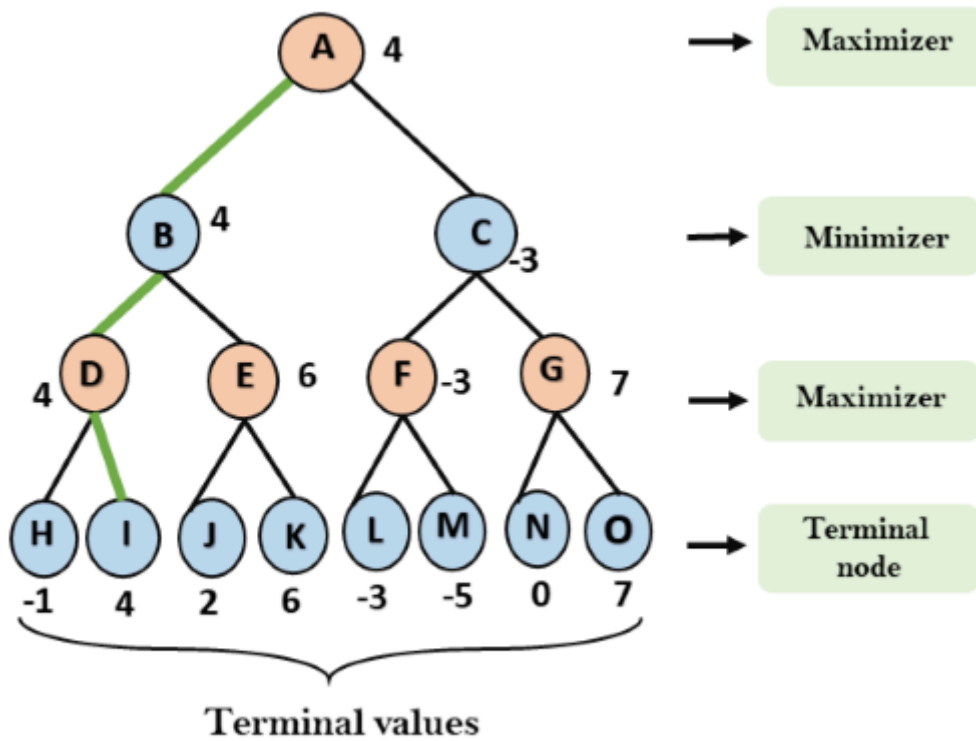 A 4 Maximizer
B 4 C -3 Minimizer
D 4 E 6 F -3 G 7 Maximizer
H I J K L M N O Terminal
node
-1 4 2 6 -3 -5 0 7
Terminal values